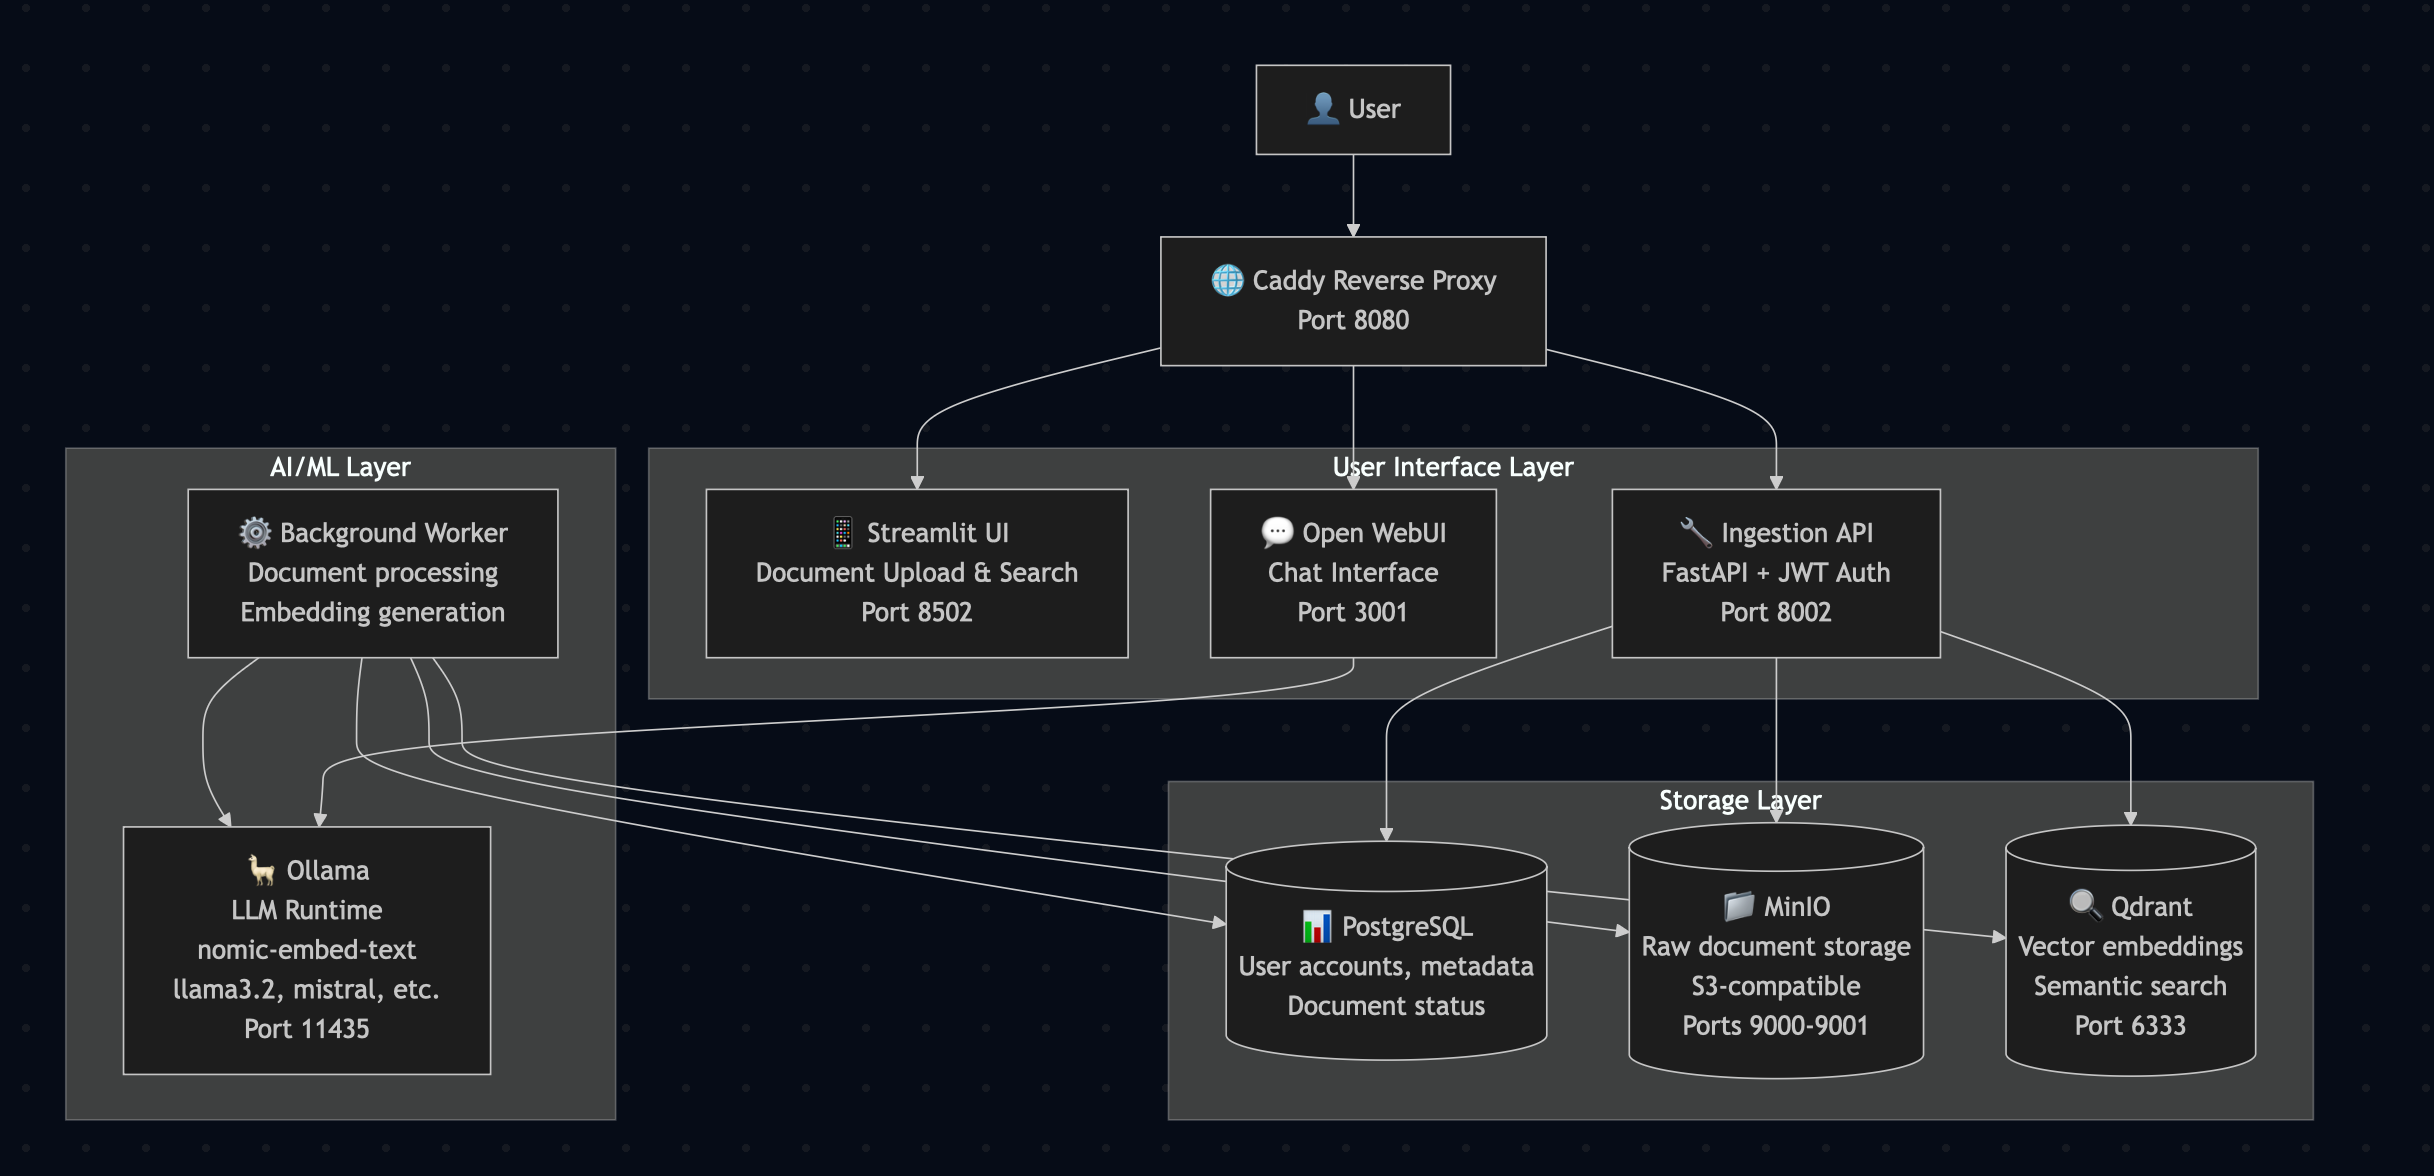 User
Caddy Reverse Proxy
Port 8080
AI/ML Layer
Background Worker
Document processing
Embedding generation
User Interface Layer
Streamlit UI
Document Upload & Search
Port 8502
Open WebUI
Chat Interface
Port 3001
Ingestion API
FastAPI + JWT Auth
Port 8002
Ollama
LLM Runtime
nomic-embed-text
llama3.2, mistral, etc.
Port 11435
Storage Layer
PostgreSQL
User accounts, metadata
Document status
MinIO
Raw document storage
S3-compatible
Ports 9000-9001
Qdrant
Vector embeddings
Semantic search
Port 6333